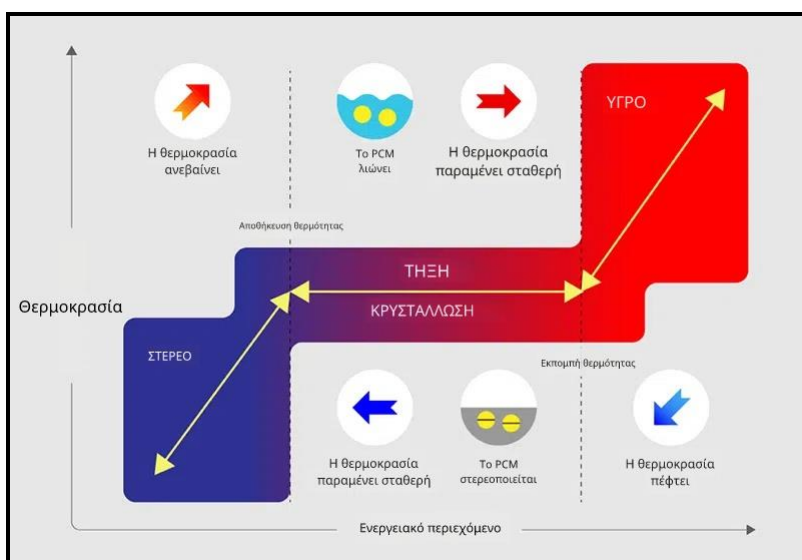 ΥΓΡΟ
Η θερμοκρασία
ανεβαίνει
Το PCM
λιώνει
Η θερμοκρασία
παραμένει σταθερή
Αποθήκευση θερμότητας
ΤΗΞΗ
Θερμοκρασία
ΚΡΥΣΤΑΛΛΩΣΗ
ΣΤΕΡΕΟ
Εκπομπή θερμότητας
Η θερμοκρασία
παραμένει σταθερή
Το PCM
στερεοποιείται
Η θερμοκρασία
πέφτει
Ενεργειακό περιεχόμενο